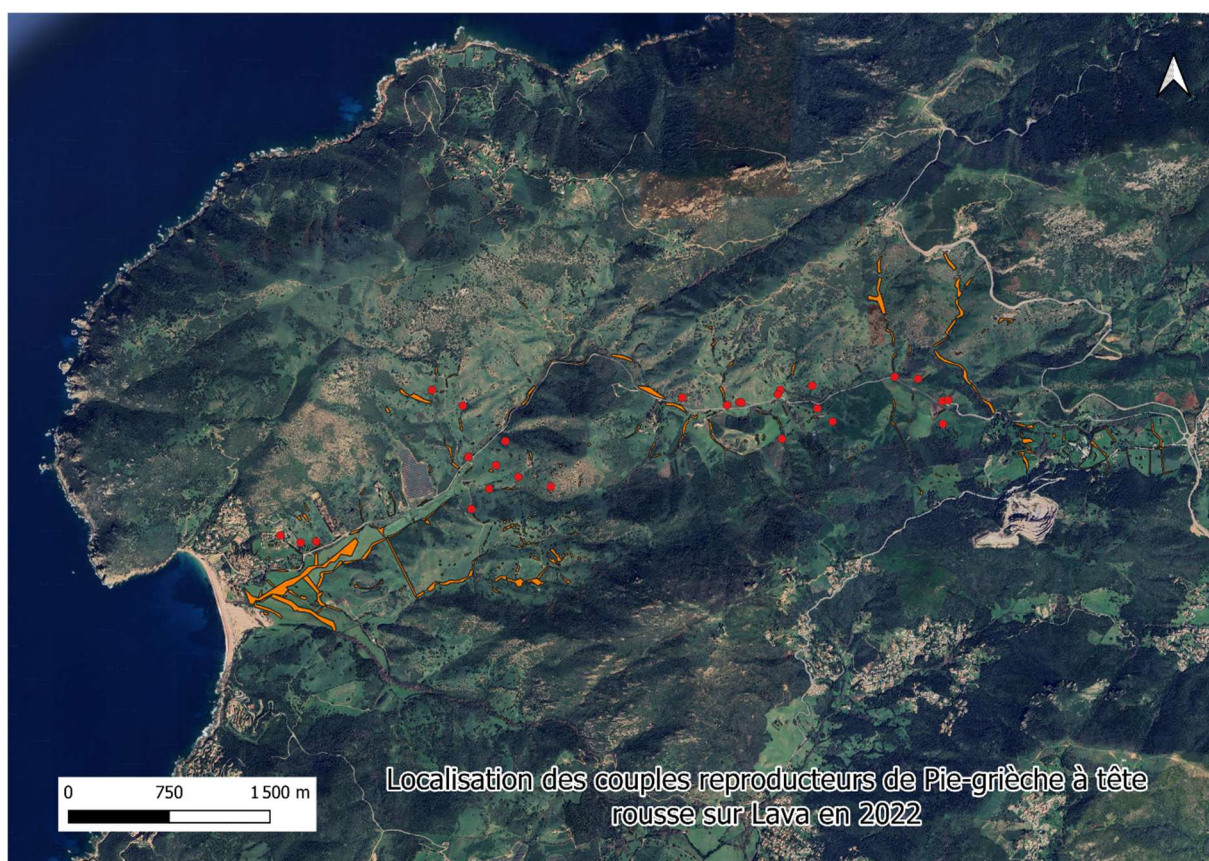 0 750 1 500 m
Localisation des couples reproducteurs de Pie-grièche à tête
rousse sur Lava en 2022